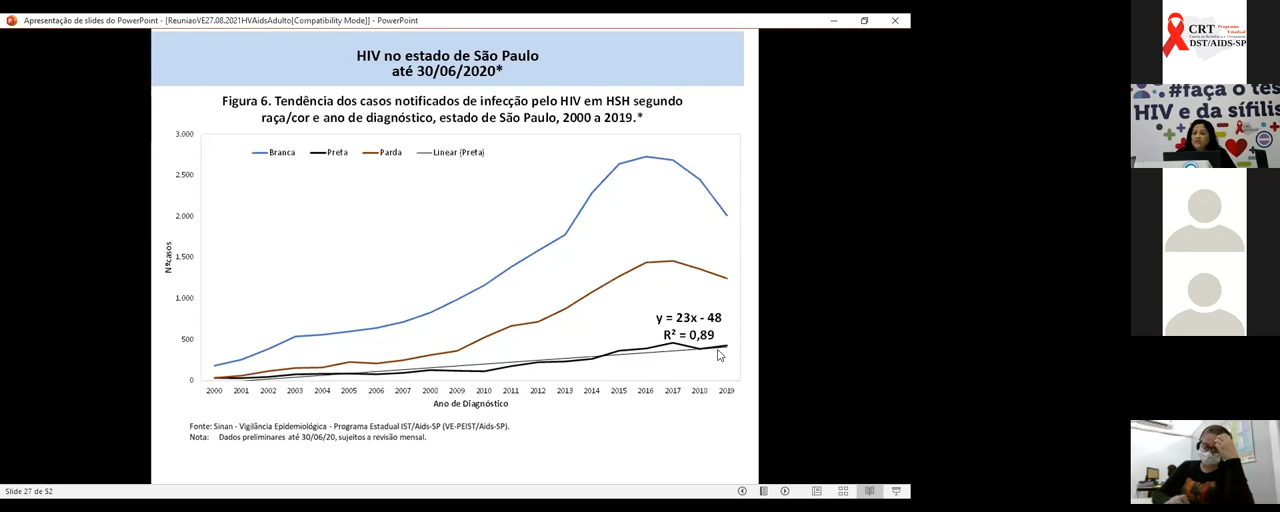 Apresentação de slides do PowerPoint - [ReuniaoVE27.08.2021HVAidsAdulto[Compatibility Mode]] - PowerPoint
HIV no estado de São Paulo
até 30/06/2020*
Figura 6. Tendência dos casos notificados de infecção pelo HIV em HSH segundo
raça/cor e ano de diagnóstico, estado de São Paulo, 2000 a 2019.*
Branca Preta Parda Linear (Preta)
3.000
2.500
2.000
1.500
1.000
500
0
Nºcasos
y = 23x - 48
R² = 0,89
2000 2001 2002 2003 2004 2005 2006 2007 2008 2009 2010 2011 2012 2013 2014 2015 2016 2017 2018 2019
Ano de Diagnóstico
Fonte: Sinan - Vigilância Epidemiológica - Programa Estadual IST/Aids-SP (VE-PEIST/Aids-SP).
Nota: Dados preliminares até 30/06/20, sujeitos a revisão mensal.
Slide 27 de 52
CRT Programa
Estadual
DST/AIDS-SP
#faça o tes
HIV e da sífilis